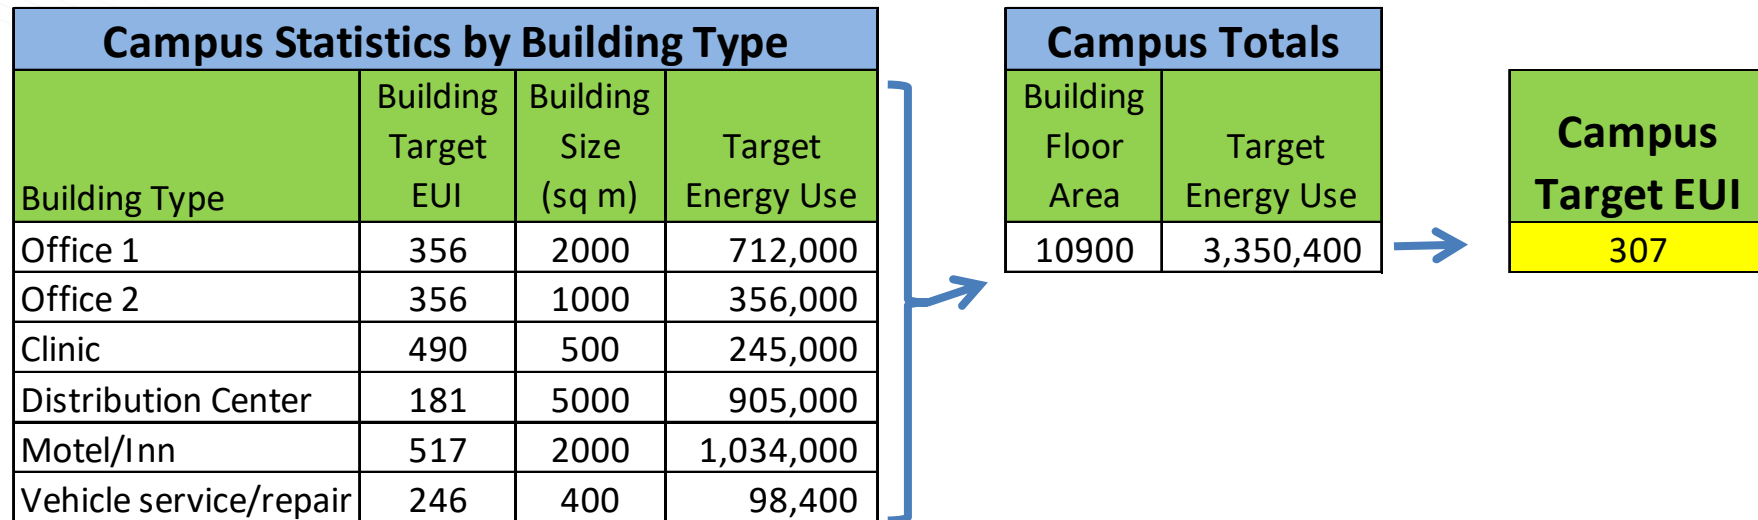 Campus Statistics by Building Type
Building Type
Building
Target
EUI
Building
Size
(sq m)
Target
Energy Use
Office 1 356 2000 712,000
Office 2 356 1000 356,000
Clinic 490 500 245,000
Distribution Center 181 5000 905,000
Motel/Inn 517 2000 1,034,000
Vehicle service/repair 246 400 98,400
Campus Totals
Building
Floor
Area
Target
Energy Use
10900 3,350,400
Campus
Target EUI
307